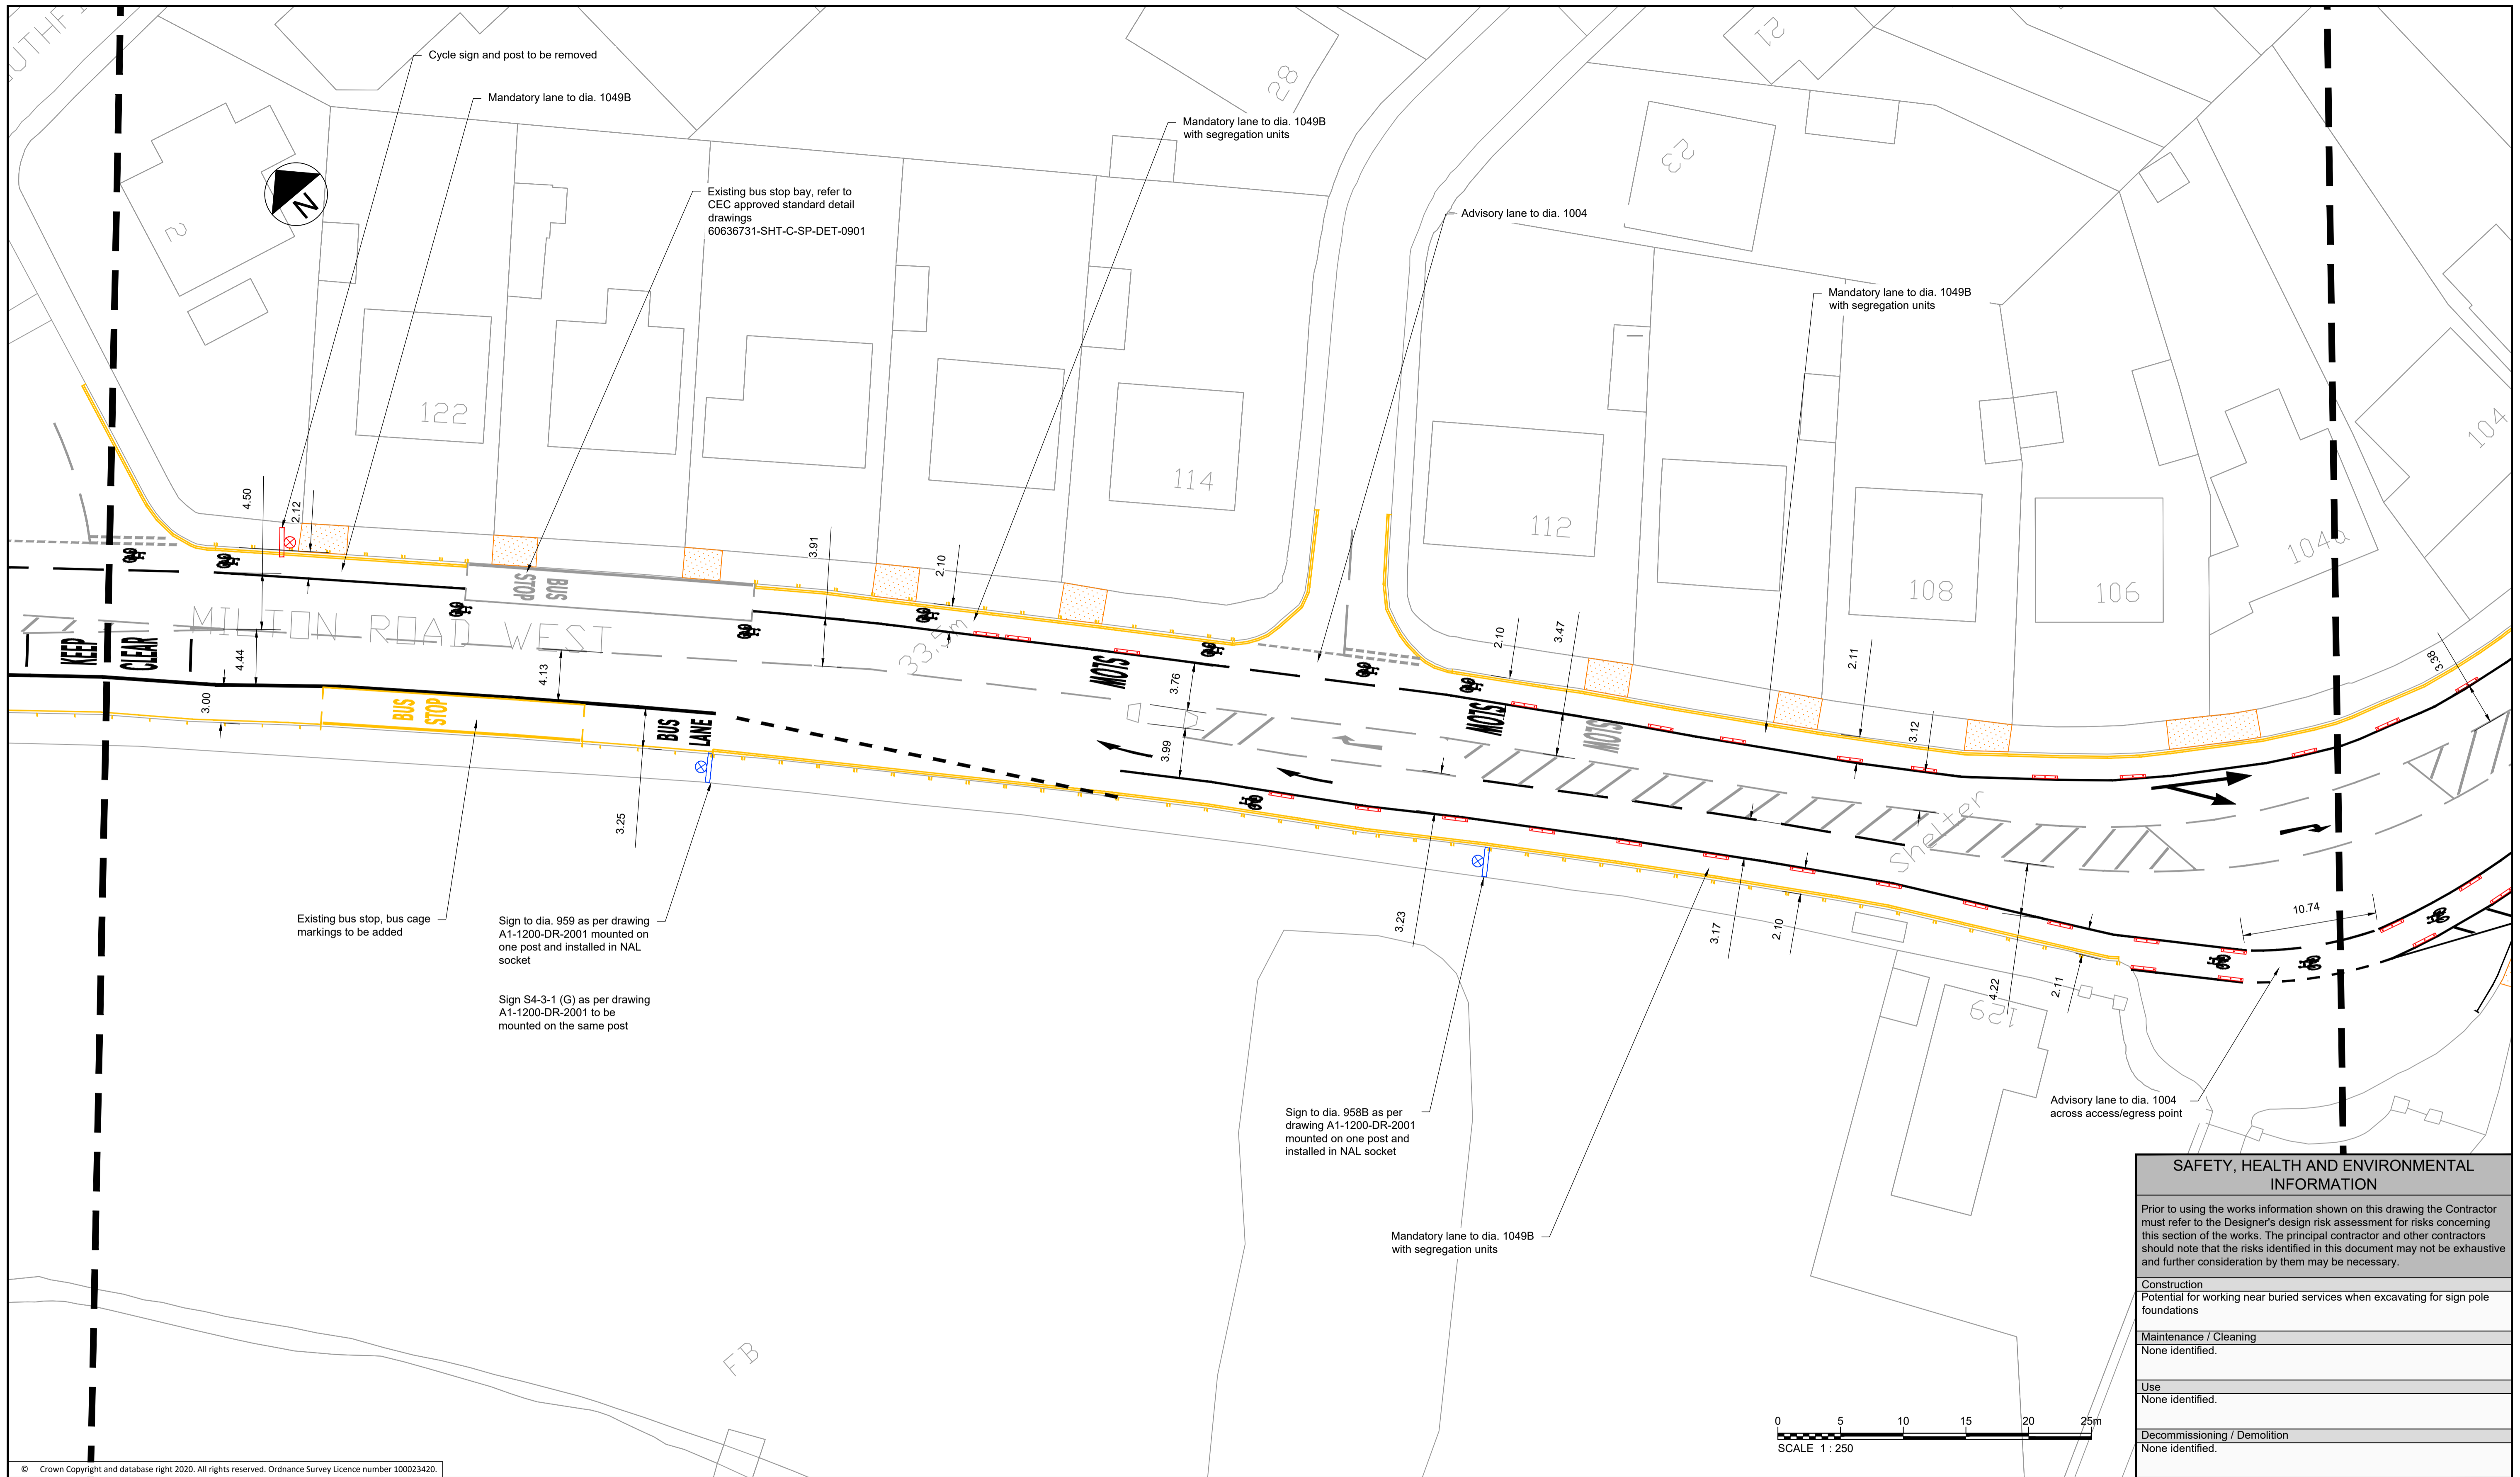 Cycle sign and post to be removed
Mandatory lane to dia. 1049B
Mandatory lane to dia. 1049B
with segregation units
Existing bus stop bay, refer to
CEC approved standard detail
drawings
60636731-SHT-C-SP-DET-0901
Advisory lane to dia. 1004
Mandatory lane to dia. 1049B
with segregation units
28
21
23
2
N
122
114
112
108
106
104a
104
4.50
2.12
3.91
2.10
2.10
3.47
2.11
3.12
3.38
BUS
STOP
MILTON ROAD WEST
33.5m
KEEP
CLEAR
4.44
4.13
3.00
BUS
STOP
BUS
LANE
SLOW
3.76
3.99
SLOW
SLOW
Shelter
3.25
3.23
3.17
2.10
4.22
2.11
10.74
129
Existing bus stop, bus cage
markings to be added
Sign to dia. 959 as per drawing
A1-1200-DR-2001 mounted on
one post and installed in NAL
socket
Sign S4-3-1 (G) as per drawing
A1-1200-DR-2001 to be
mounted on the same post
Sign to dia. 958B as per
drawing A1-1200-DR-2001
mounted on one post and
installed in NAL socket
Mandatory lane to dia. 1049B
with segregation units
Advisory lane to dia. 1004
across access/egress point
FB
SAFETY, HEALTH AND ENVIRONMENTAL
INFORMATION
Prior to using the works information shown on this drawing the Contractor
must refer to the Designer's design risk assessment for risks concerning
this section of the works. The principal contractor and other contractors
should note that the risks identified in this document may not be exhaustive
and further consideration by them may be necessary.
Construction
Potential for working near buried services when excavating for sign pole
foundations
Maintenance / Cleaning
None identified.
Use
None identified.
Decommissioning / Demolition
None identified.
0 5 10 15 20 25m
SCALE 1 : 250
© Crown Copyright and database right 2020. All rights reserved. Ordnance Survey Licence number 100023420.